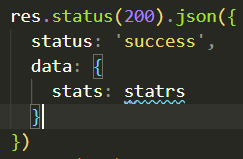 res.status(200).json({
  status: 'success',
  data: {
    stats: statrs
  }
})